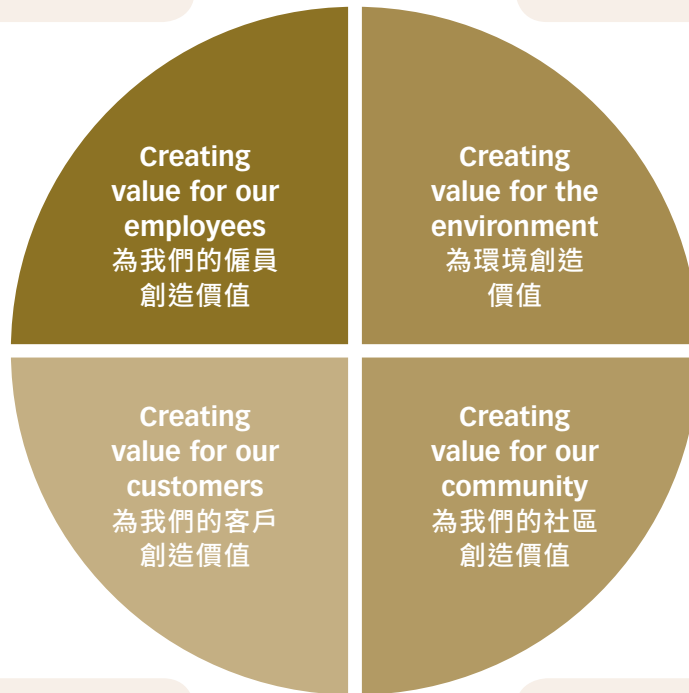 Creating
value for our
employees
為我們的僱員
創造價值
Creating
value for the
environment
為環境創造
價值
Creating
value for our
customers
為我們的客戶
創造價值
Creating
value for our
community
為我們的社區
創造價值